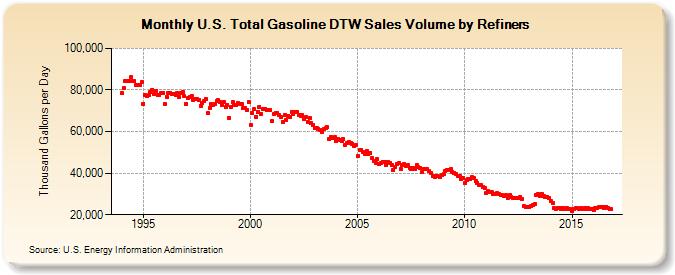 Monthly U.S. Total Gasoline DTW Sales Volume by Refiners
Thousand Gallons per Day
100,000
80,000
60,000
40,000
20,000
1995 2000 2005 2010 2015
Source: U.S. Energy Information Administration